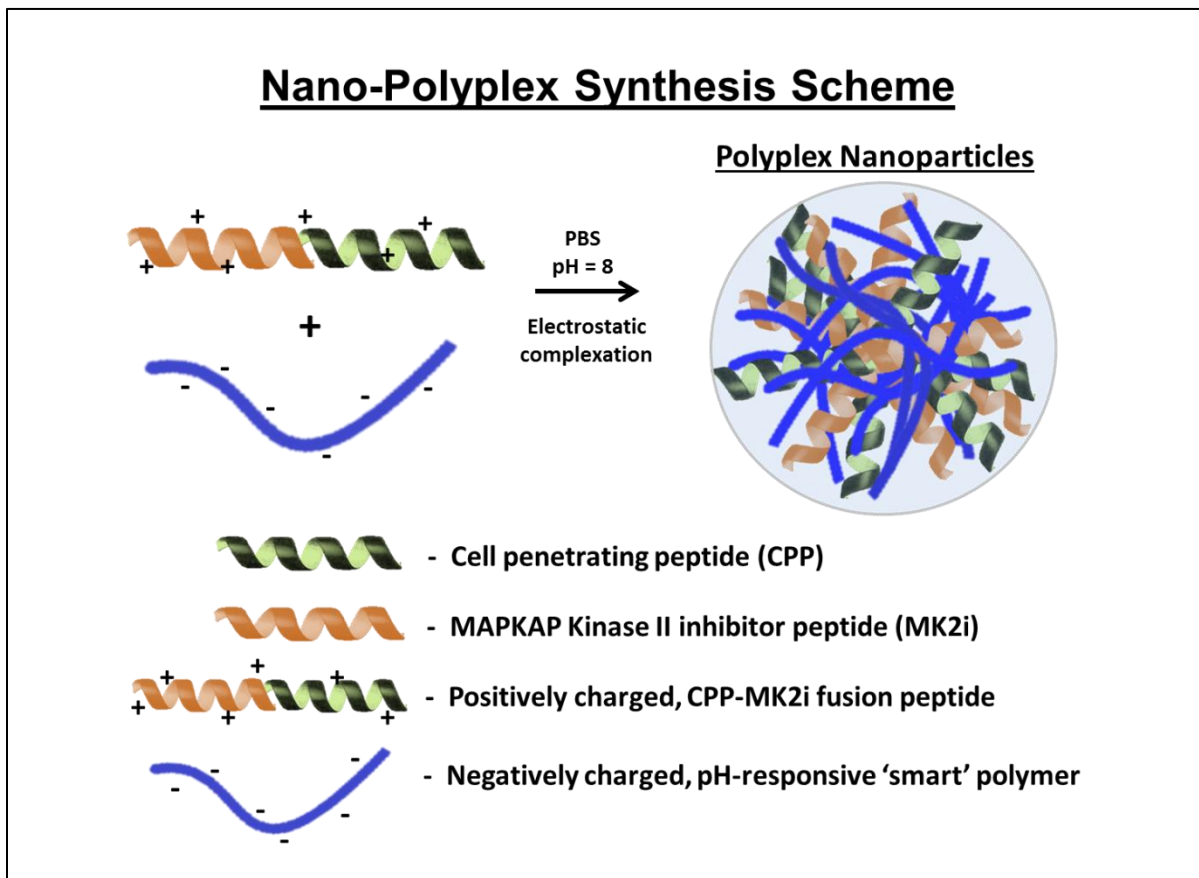 Nano-Polyplex Synthesis Scheme
Polyplex Nanoparticles
+ + + + + +
PBS
pH = 8
Electrostatic
complexation
+
- - - - - -
- Cell penetrating peptide (CPP)
- MAPKAP Kinase II inhibitor peptide (MK2i)
+ + + + + +
- Positively charged, CPP-MK2i fusion peptide
- - - - - -
- Negatively charged, pH-responsive ‘smart’ polymer